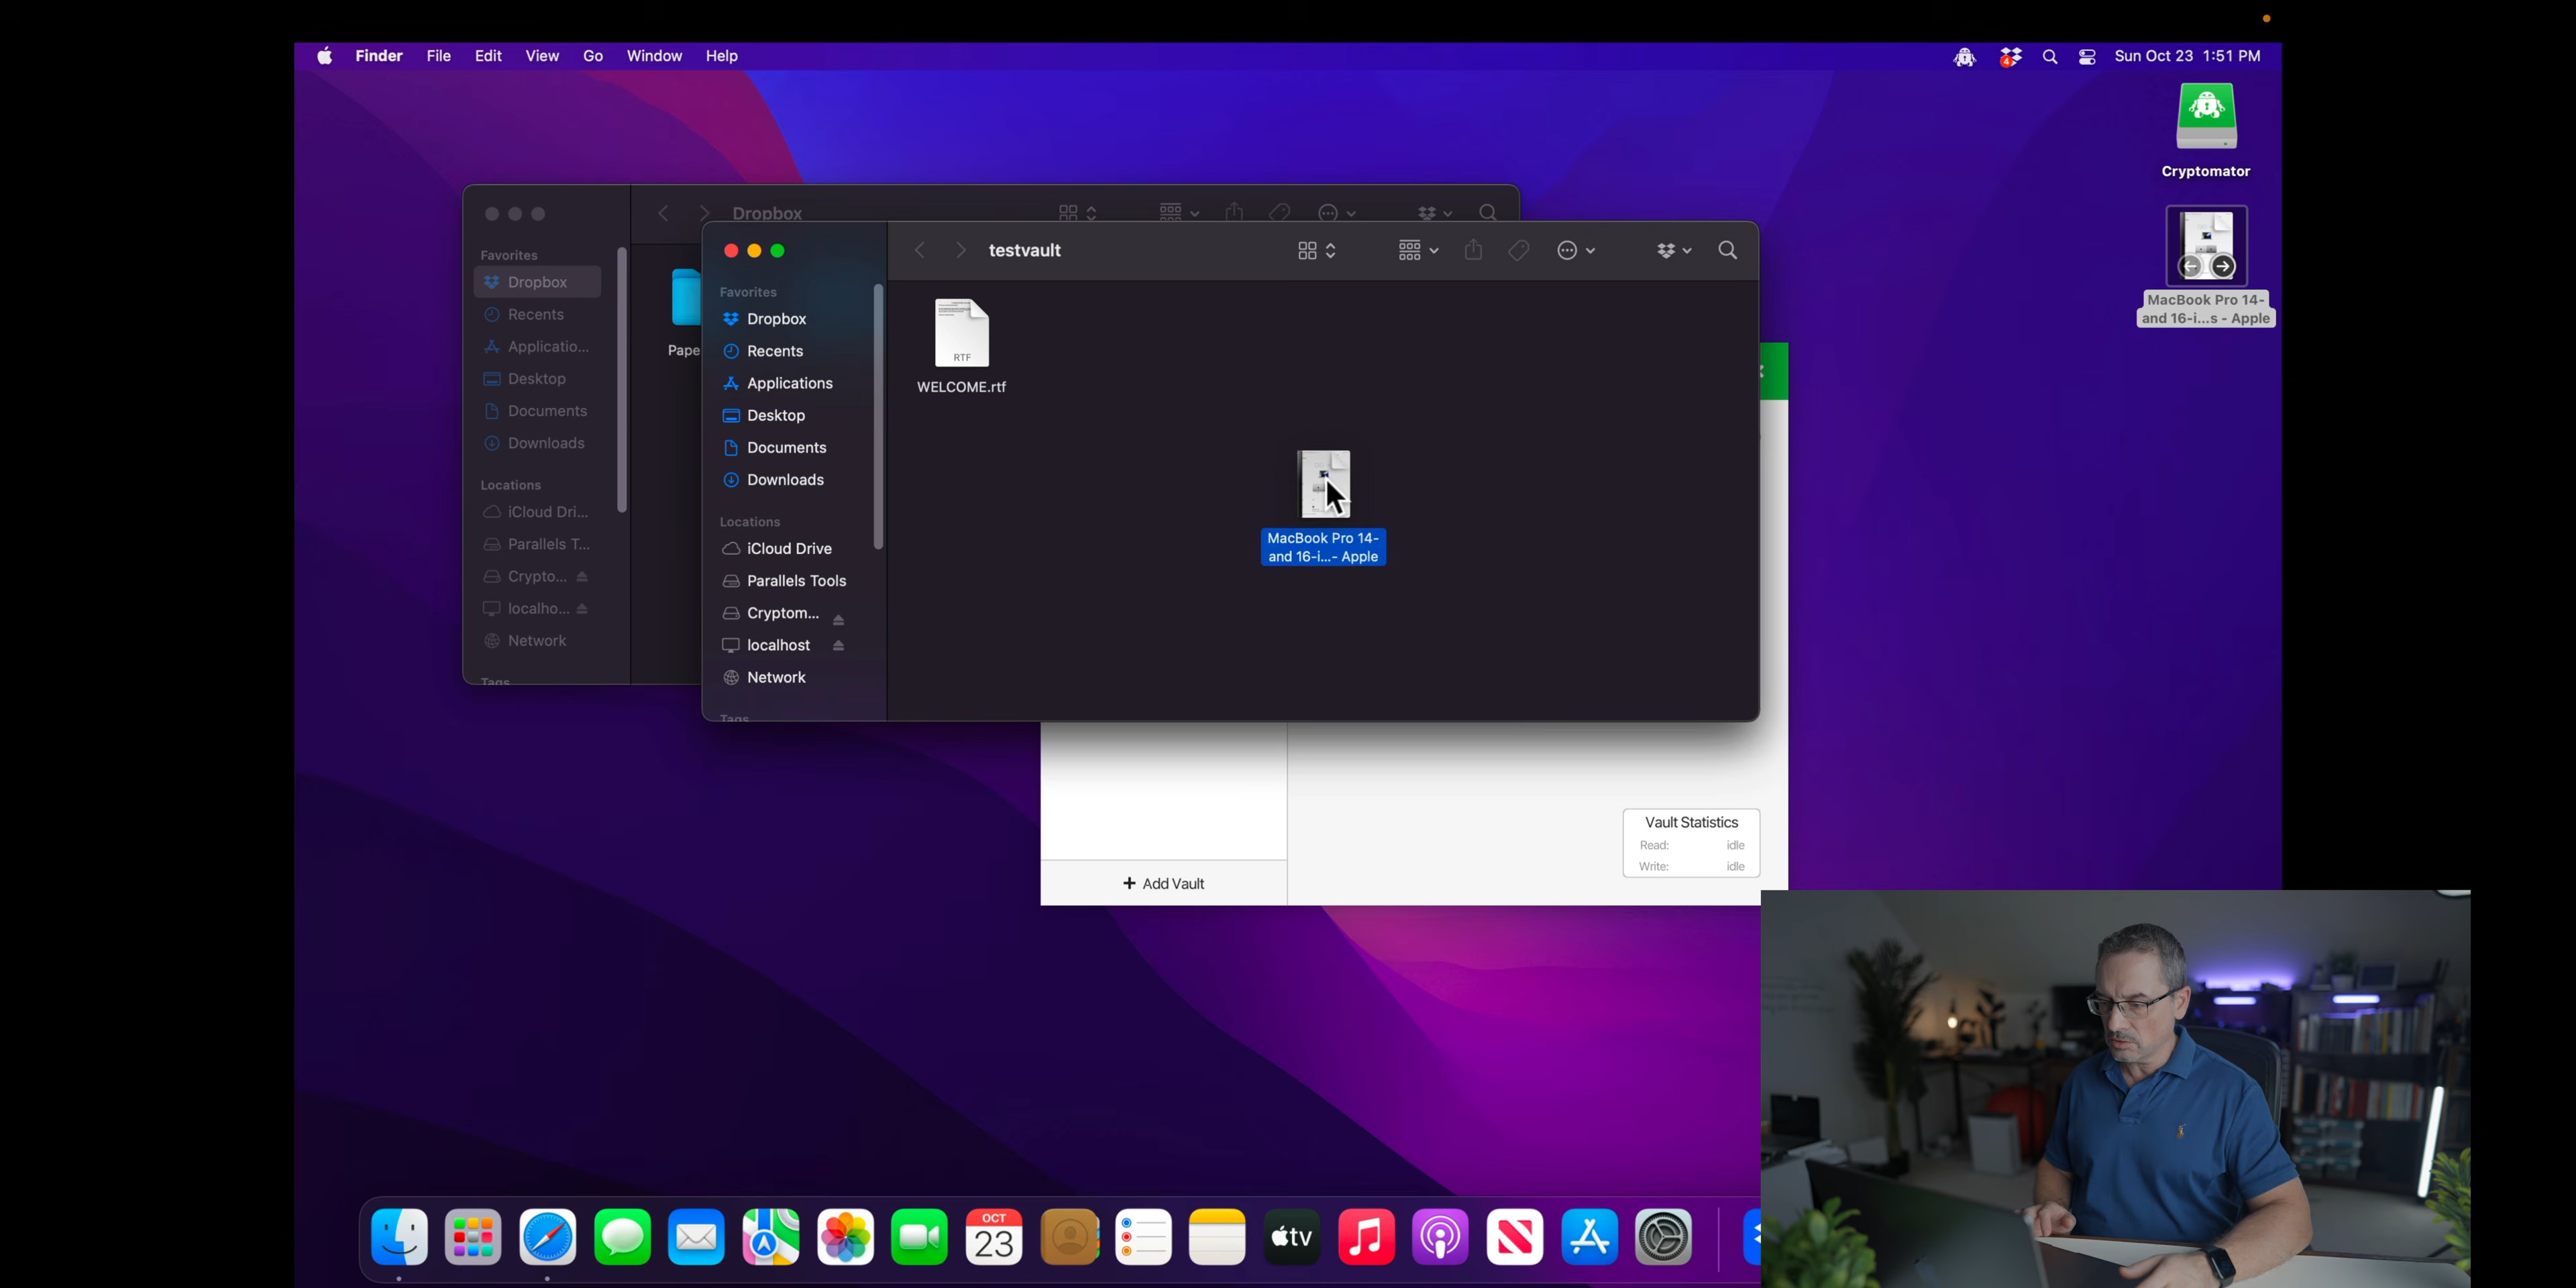 Finder File Edit View Go Window Help
4
Sun Oct 23 1:51 PM
Cryptomator
MacBook Pro 14-
and 16-i...s - Apple
Dropbox
Favorites
Dropbox
Recents
Applicatio...
Desktop
Documents
Downloads
Locations
iCloud Dri...
Parallels T...
Crypto...
localho...
Network
Tags
Pape
testvault
Favorites
Dropbox
Recents
Applications
Desktop
Documents
Downloads
Locations
iCloud Drive
Parallels Tools
Cryptom...
localhost
Network
Tags
RTF
WELCOME.rtf
MacBook Pro 14-
and 16-i...- Apple
Vault Statistics
Read: idle
Write: idle
+ Add Vault
OCT
23
tv